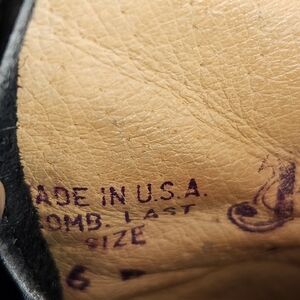 ADE IN U.S.A.
OMB. LAST
SIZE
6